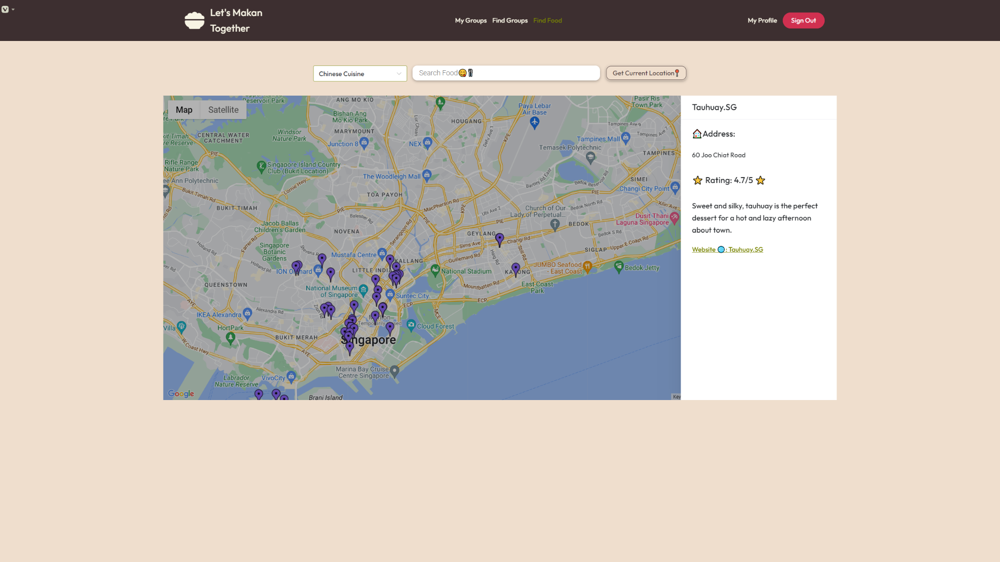 Let's Makan
Together
My Groups
Find Groups
Find Food
My Profile
Sign Out
Chinese Cuisine
Search Food😋🍴
Get Current Location📍
Map
Satellite
Reservoir Park
ANG MO KIO
Pasir Ris
Town Park
Paya Lebar
Air Base
Bishan-Ang
Mo Kio Park
Lor Chuan
HOUGANG
Defu Ave 1
KPE
Tampines Ave 9
Tampines Ave 7
CENTRAL WATER
CATCHMENT
Windsor
Nature Park
MARYMOUNT
Junction 8
NEX
Tampines Mall
Temasek Polytechnic
TAMPINES
kit Timah
re Reserve
PIE
Rifle Range
Nature Park
Singapore Island Country
Club (Bukit Location)
The Woodleigh Mall
Bartley Rd East
Bedok Reservoir Rd
SIMEI
Changi City Point
ee Ann Polytechnic
Bukit Timah Rd
Lornie Hwy
TOA PAYOH
PIE
MacPherson Rd
KPE
Ubi Ave 2
Church of Our
Lady of Perpetual...
Bedok North Rd
Xilin Ave
BUKIT TIMAH
PIE
Balestier Rd
PIE
PIE
BEDOK
Dusit Thani
Laguna Singapore
Jacob Ballas
Children's Garden
NOVENA
Serangoon Rd
GEYLANG
Sims Ave
Changi Rd
Bedok S Rd
Upper E Coast Rd
Farrer Rd
Holland Rd
Singapore
Botanic
Gardens
Stevens Rd
Mustafa Centre
KALLANG
Guillemard Rd
Haig Rd
Still Rd
SIGLAP
Holland Rd
LITTLE INDIA
National Stadium
JUMBO Seafood
- East Coast
Bedok Jetty
QUEENSTOWN
National Museum
of Singapore
Suntec City
Mountbatten Rd
East Coast
Park
AYE
Alexandra Rd
Zion Rd
ECP
ECP
MCE
IKEA Alexandra
Temporarily closed
Cloud Forest
Villa
HortPark
BUKIT MERAH
Singapore
W Coast Hwy
AYE
Marina Bay Cruise
Centre Singapore
Labrador
Nature Reserve
VivoCity
Google
Brani Island
Key
Tauhuay.SG
🏠Address:
60 Joo Chiat Road
⭐ Rating: 4.7/5 ⭐
Sweet and silky, tauhuay is the perfect
dessert for a hot and lazy afternoon
about town.
Website 🌐: Tauhuay.SG